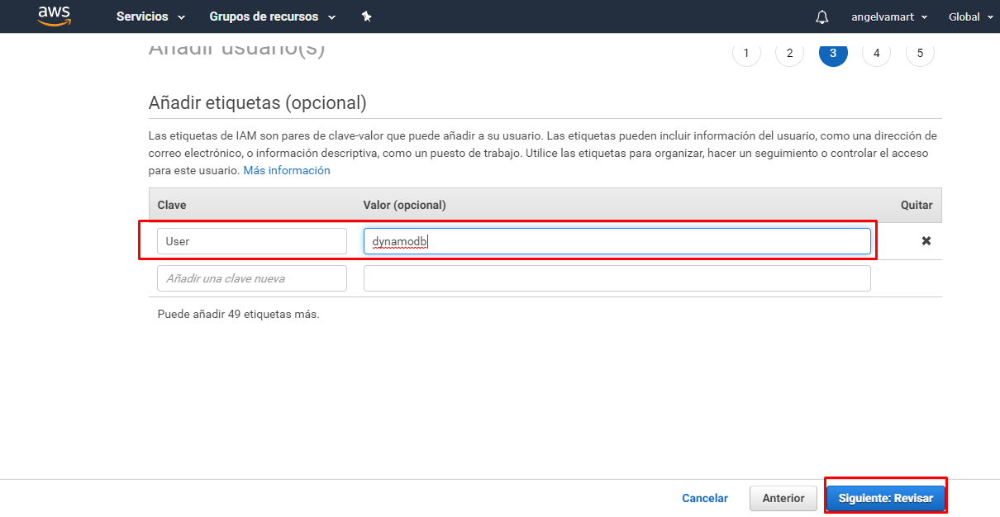 aws Servicios Grupos de recursos angelvamart Global
Añadir usuario(s) 1 2 3 4 5
Añadir etiquetas (opcional)
Las etiquetas de IAM son pares de clave-valor que puede añadir a su usuario. Las etiquetas pueden incluir información del usuario, como una dirección de
correo electrónico, o información descriptiva, como un puesto de trabajo. Utilice las etiquetas para organizar, hacer un seguimiento o controlar el acceso
para este usuario. Más información
Clave Valor (opcional) Quitar
User dynamodb
Añadir una clave nueva
Puede añadir 49 etiquetas más.
Cancelar Anterior Siguiente: Revisar